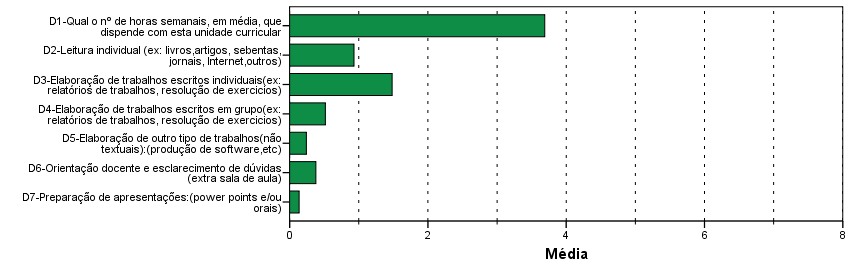 D1-Qual o nº de horas semanais, em média, que
dispende com esta unidade curricular
D2-Leitura individual (ex: livros,artigos, sebentas,
jornais, Internet,outros)
D3-Elaboração de trabalhos escritos individuais(ex:
relatórios de trabalhos, resolução de exercicios)
D4-Elaboração de trabalhos escritos em grupo(ex:
relatórios de trabalhos, resolução de exercicios)
D5-Elaboração de outro tipo de trabalhos(não
textuais):(produção de software,etc)
D6-Orientação docente e esclarecimento de dúvidas
(extra sala de aula)
D7-Preparação de apresentações:(power points e/ou
orais)
0 2 4 6 8
Média